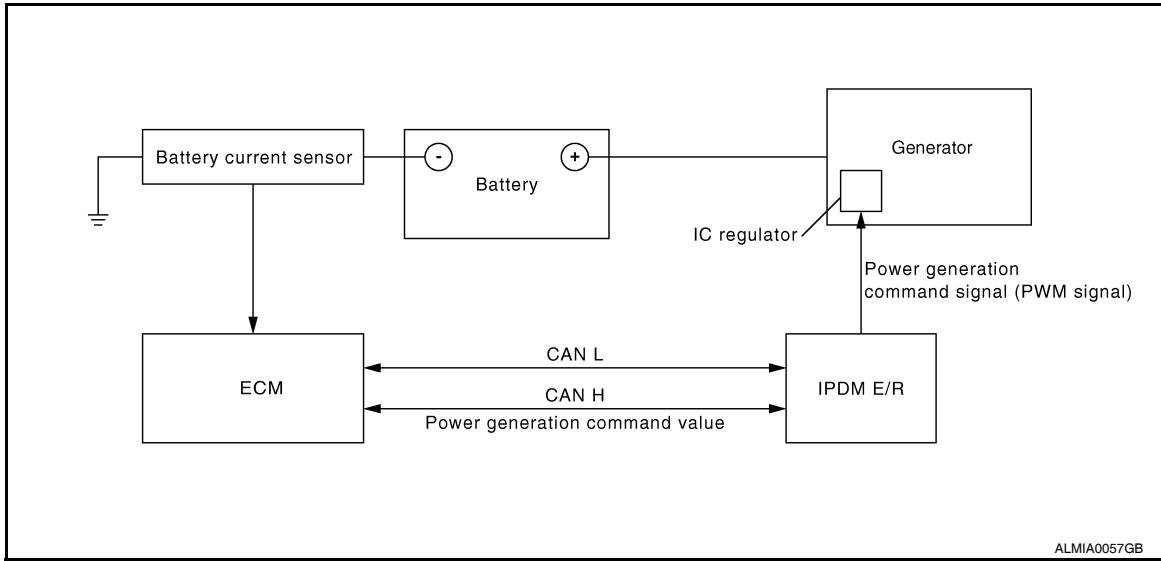 Battery current sensor
-
+
Battery
Generator
IC regulator
Power generation
command signal (PWM signal)
ECM
CAN L
CAN H
Power generation command value
IPDM E/R
ALMIA0057GB